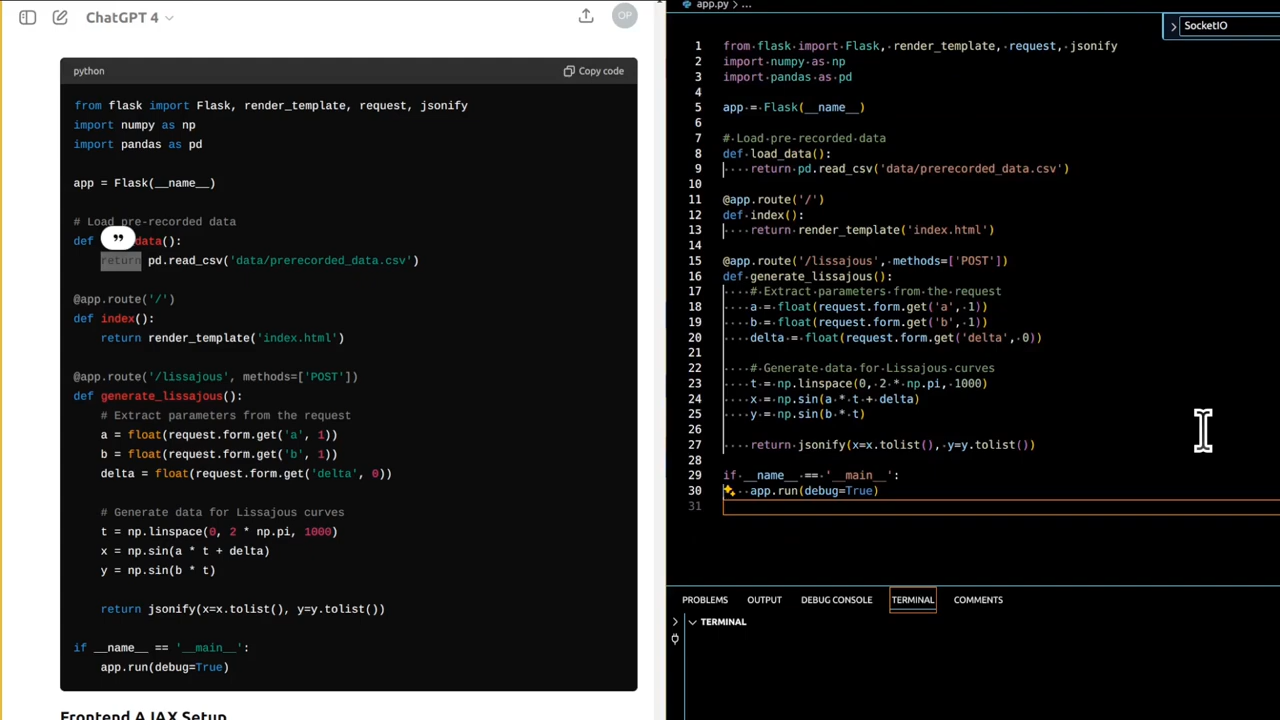 ChatGPT 4
OP
python
Copy code
from flask import Flask, render_template, request, jsonify
import numpy as np
import pandas as pd
app = Flask(__name__)
# Load pre-recorded data
def data():
return pd.read_csv('data/prerecorded_data.csv')
@app.route('/')
def index():
return render_template('index.html')
@app.route('/lissajous', methods=['POST'])
def generate_lissajous():
# Extract parameters from the request
a = float(request.form.get('a', 1))
b = float(request.form.get('b', 1))
delta = float(request.form.get('delta', 0))
# Generate data for Lissajous curves
t = np.linspace(0, 2 * np.pi, 1000)
x = np.sin(a * t + delta)
y = np.sin(b * t)
return jsonify(x=x.tolist(), y=y.tolist())
if __name__ == '__main__':
app.run(debug=True)
Frontend AJAX Setup
app.py > ...
> SocketIO
1 from flask import Flask, render_template, request, jsonify
2 import numpy as np
3 import pandas as pd
4
5 app = Flask(__name__)
6
7 # Load pre-recorded data
8 def load_data():
9 return pd.read_csv('data/prerecorded_data.csv')
10
11 @app.route('/')
12 def index():
13 return render_template('index.html')
14
15 @app.route('/lissajous', methods=['POST'])
16 def generate_lissajous():
17 # Extract parameters from the request
18 a = float(request.form.get('a', 1))
19 b = float(request.form.get('b', 1))
20 delta = float(request.form.get('delta', 0))
21
22 # Generate data for Lissajous curves
23 t = np.linspace(0, 2 * np.pi, 1000)
24 x = np.sin(a * t + delta)
25 y = np.sin(b * t)
26
27 return jsonify(x=x.tolist(), y=y.tolist())
28
29 if __name__ == '__main__':
30 app.run(debug=True)
31
PROBLEMS OUTPUT DEBUG CONSOLE TERMINAL COMMENTS
TERMINAL